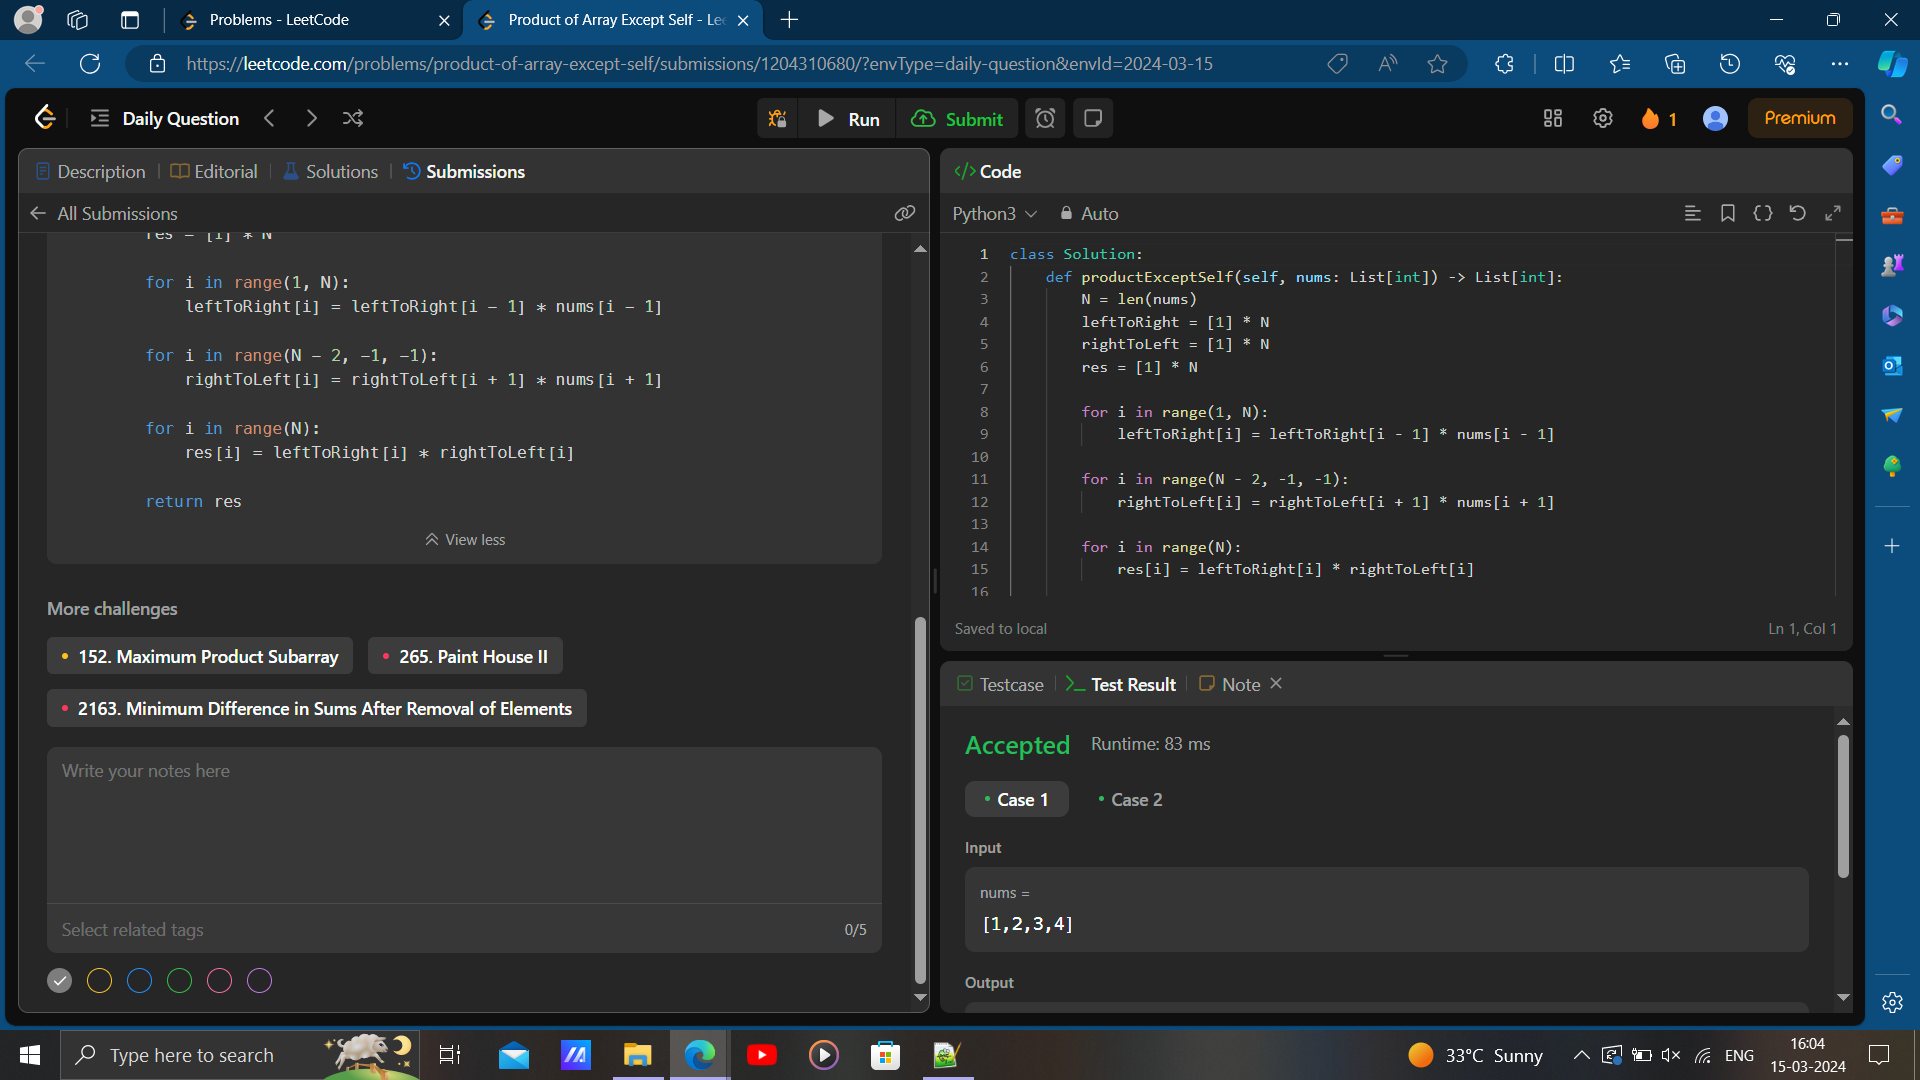 Problems - LeetCode
Product of Array Except Self - Lee
https://leetcode.com/problems/product-of-array-except-self/submissions/1204310680/?envType=daily-question&envId=2024-03-15
Daily Question
Run
Submit
1
Premium
Description
Editorial
Solutions
Submissions
All Submissions
res = [1] * N
for i in range(1, N):
leftToRight[i] = leftToRight[i - 1] * nums[i - 1]
for i in range(N - 2, -1, -1):
rightToLeft[i] = rightToLeft[i + 1] * nums[i + 1]
for i in range(N):
res[i] = leftToRight[i] * rightToLeft[i]
return res
View less
More challenges
152. Maximum Product Subarray
265. Paint House II
2163. Minimum Difference in Sums After Removal of Elements
Write your notes here
Select related tags
0/5
</> Code
Python3
Auto
1 class Solution:
2 def productExceptSelf(self, nums: List[int]) -> List[int]:
3 N = len(nums)
4 leftToRight = [1] * N
5 rightToLeft = [1] * N
6 res = [1] * N
7
8 for i in range(1, N):
9 leftToRight[i] = leftToRight[i - 1] * nums[i - 1]
10
11 for i in range(N - 2, -1, -1):
12 rightToLeft[i] = rightToLeft[i + 1] * nums[i + 1]
13
14 for i in range(N):
15 res[i] = leftToRight[i] * rightToLeft[i]
16
Saved to local
Ln 1, Col 1
Testcase
Test Result
Note
Accepted
Runtime: 83 ms
Case 1
Case 2
Input
nums =
[1,2,3,4]
Output
Type here to search
33°C Sunny
ENG
16:04
15-03-2024